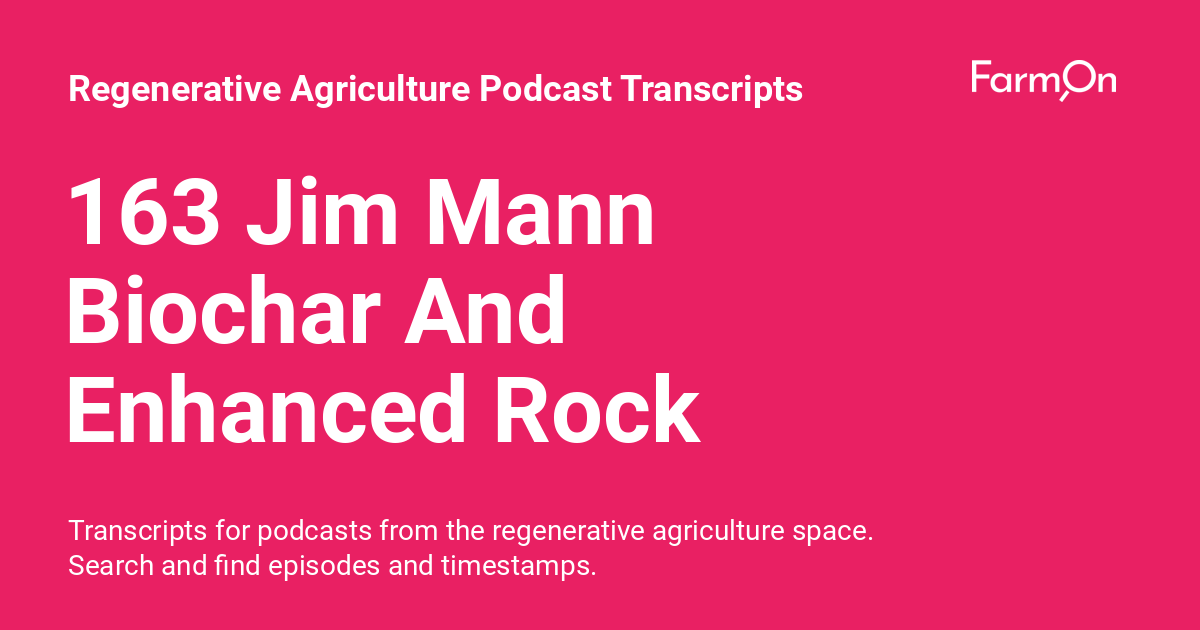 Regenerative Agriculture Podcast Transcripts
FarmOn
163 Jim Mann
Biochar And
Enhanced Rock
Transcripts for podcasts from the regenerative agriculture space.
Search and find episodes and timestamps.